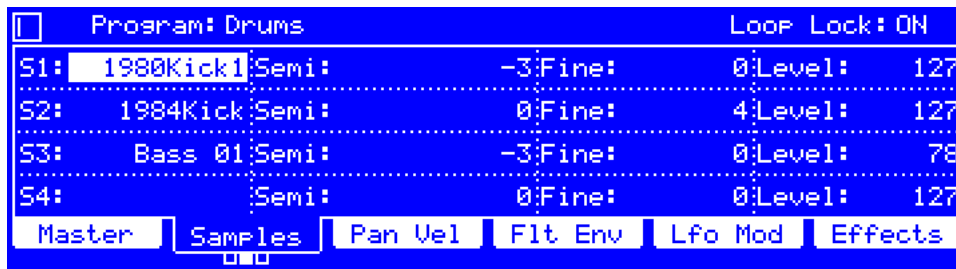 Program: Drums Loop Lock: ON
S1: 1980Kick1 Semi: -3 Fine: 0 Level: 127
S2: 1984Kick Semi: 0 Fine: 4 Level: 127
S3: Bass 01 Semi: -3 Fine: 0 Level: 78
S4: Semi: 0 Fine: 0 Level: 127
Master Samples Pan Vel Flt Env Lfo Mod Effects